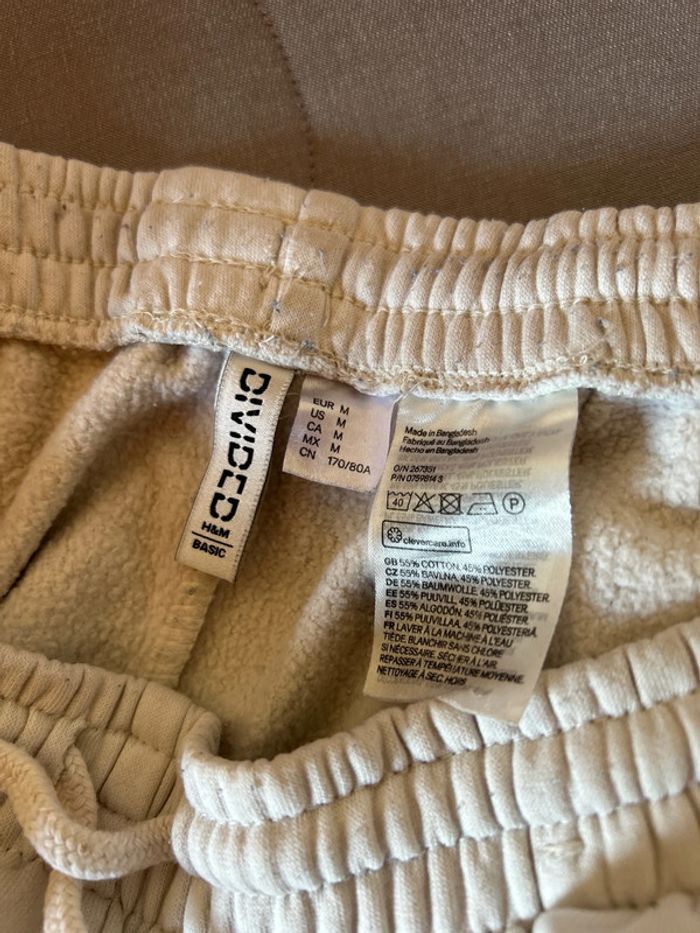 DIVIDED
H&M
BASIC
EUR M
US M
CA M
MX M
CN 170/80A
Made in Bangladesh
Fabriqué au Bangladesh
Hecho en Bangladesh
O/N 267351
P/N 0759814 3
40
P
clevercare.info
GB 55% COTTON, 45% POLYESTER.
CZ 55% BAVLNA, 45% POLYESTER.
DE 55% BAUMWOLLE, 45% POLYESTER.
EE 55% PUUVILL, 45% POLÜESTER.
ES 55% ALGODÓN, 45% POLIÉSTER.
FI 55% PUUVILLAA, 45% POLYESTERIÄ.
FR LAVER À LA MACHINE À L'EAU
TIÈDE. BLANCHIR SANS CHLORE
SI NÉCESSAIRE. SÉCHER À L'AIR.
REPASSER À TEMPÉRATURE MOYENNE.
NETTOYAGE À SEC. HORS